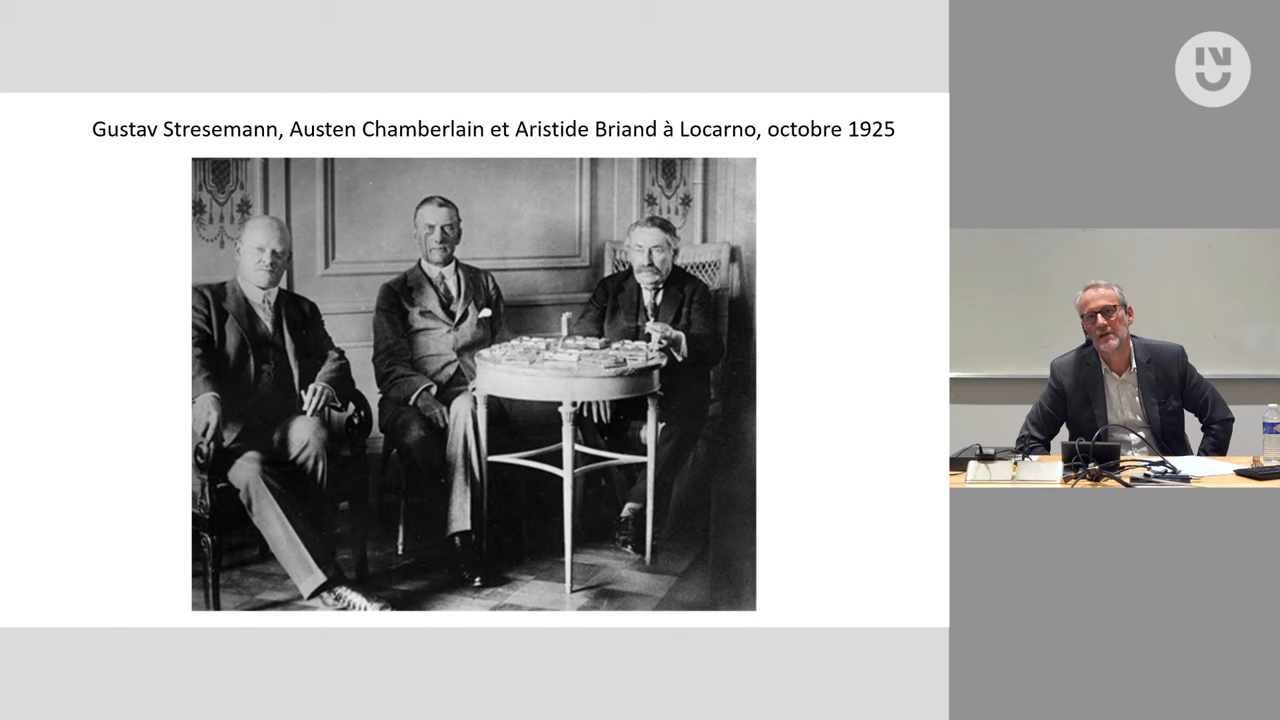 Gustav Stresemann, Austen Chamberlain et Aristide Briand à Locarno, octobre 1925